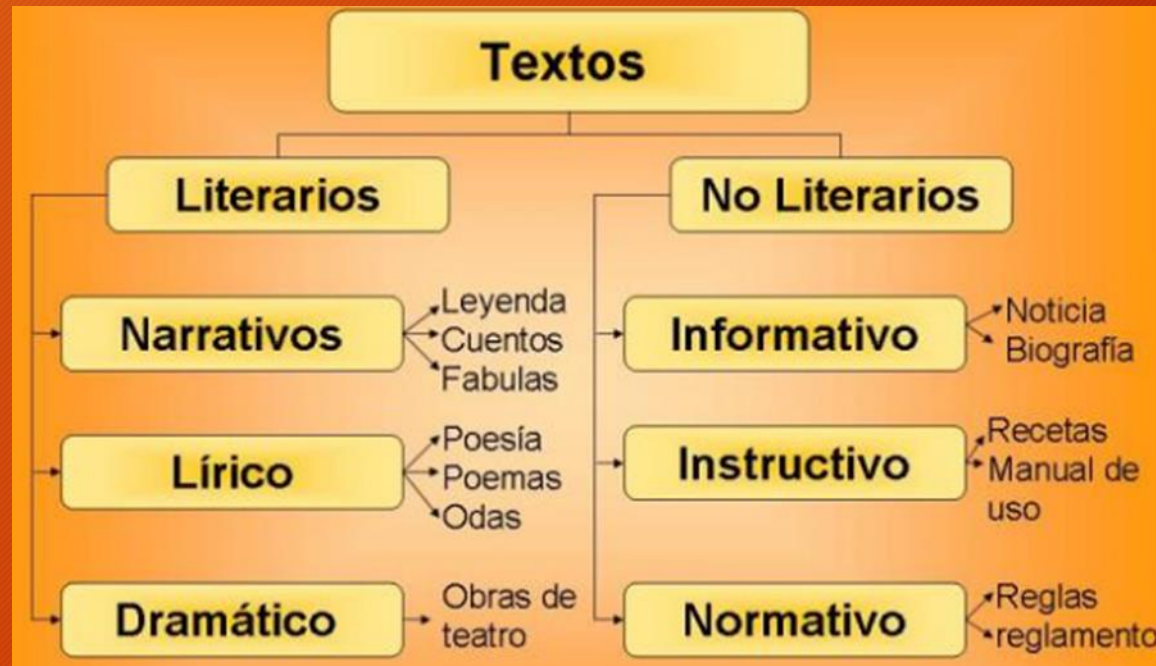 Textos
Literarios
No Literarios
Narrativos
Leyenda
Cuentos
Fabulas
Informativo
Noticia
Biografía
Lírico
Poesía
Poemas
Odas
Instructivo
Recetas
Manual de
uso
Dramático
Obras de
teatro
Normativo
Reglas
reglamento